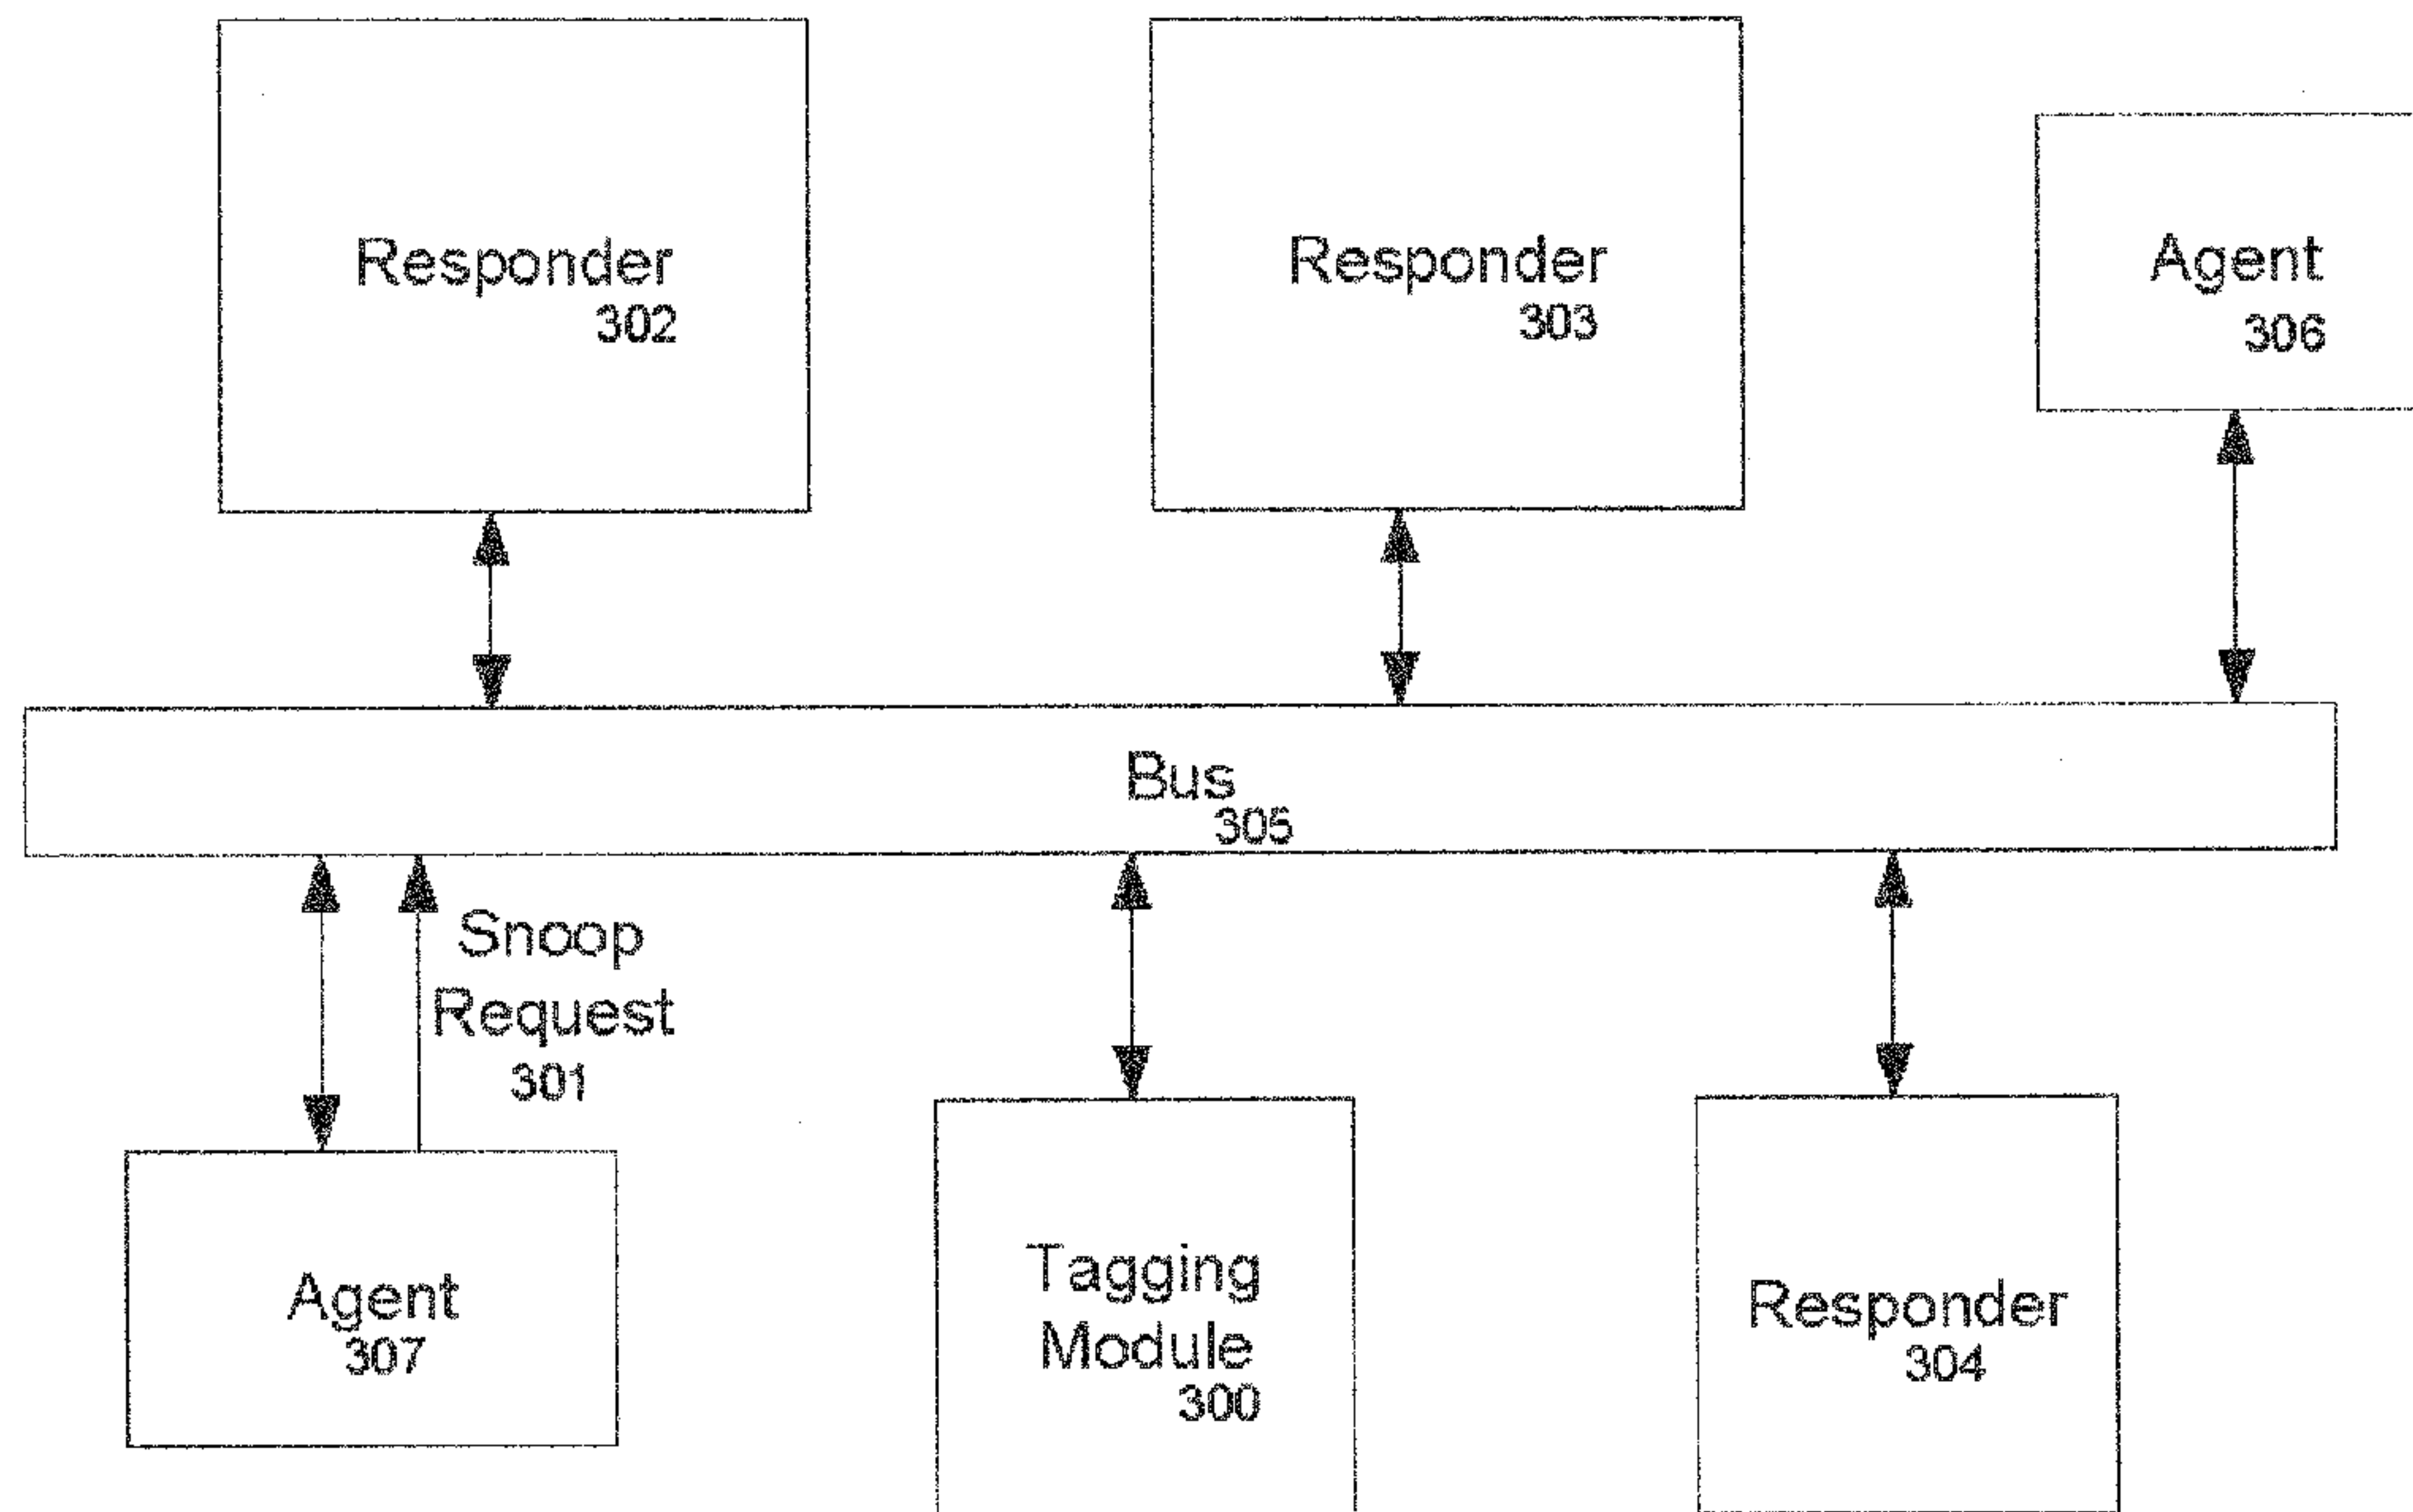 Responder
302
Responder
303
Agent
306
Bus
305
Snoop
Request
301
Agent
307
Tagging
Module
300
Responder
304